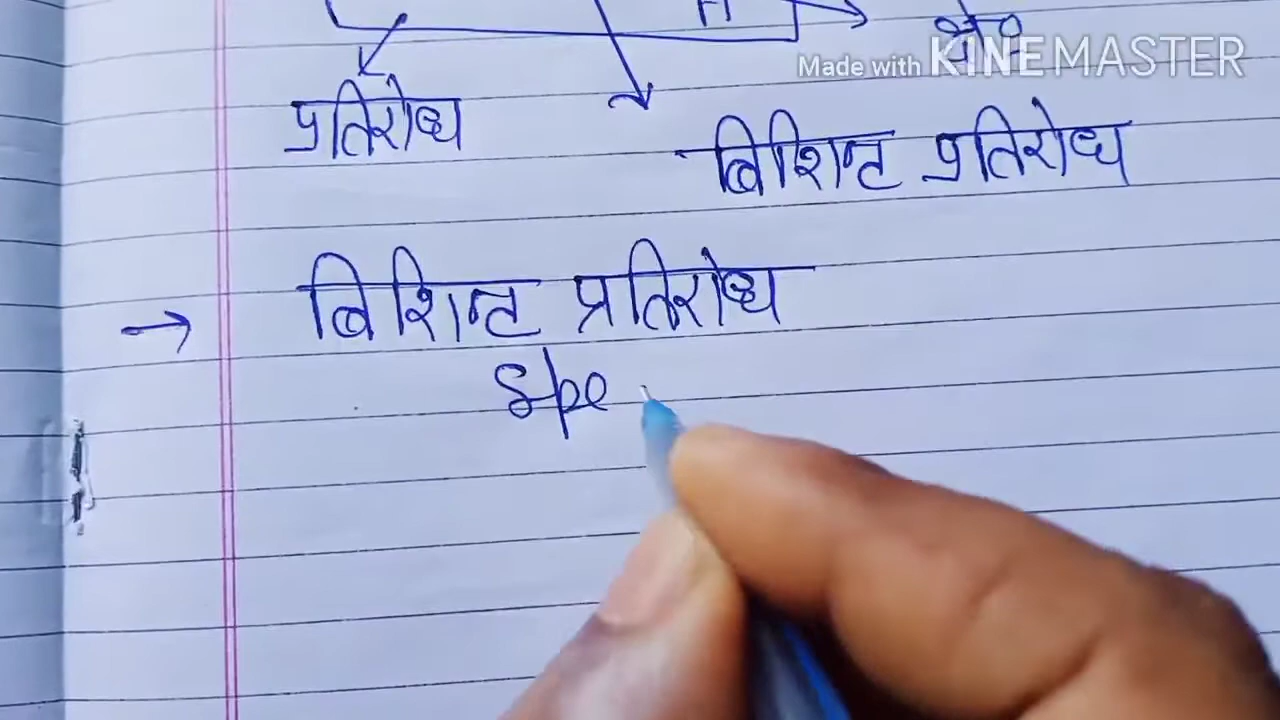 Made with KINEMASTER
प्रतिरोध
बिशिष्ट प्रतिरोध
→ बिशिष्ट प्रतिरोध
Spe